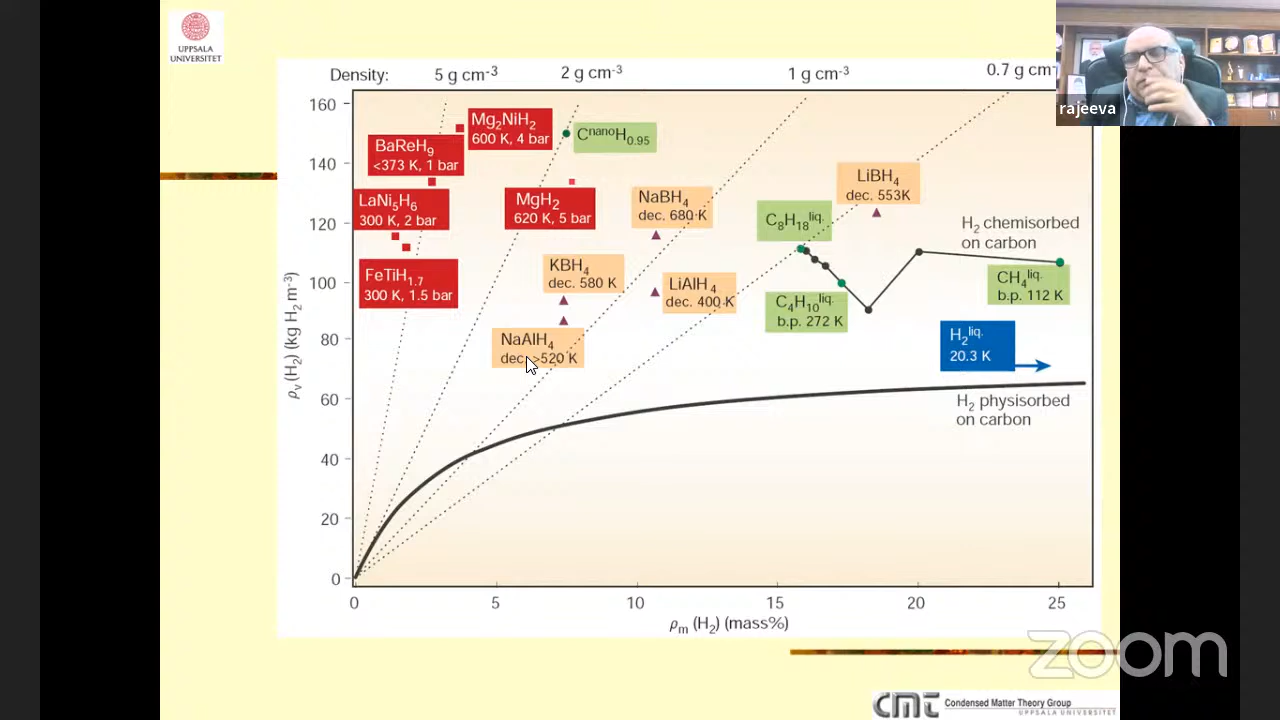 UPPSALA
UNIVERSITET
rajeeva
Density: 5 g cm⁻³ 2 g cm⁻³ 1 g cm⁻³ 0.7 g cm⁻
160
140
120
100
80
60
40
20
0
ρᵥ (H₂) (kg H₂ m⁻³)
Mg₂NiH₂
600 K, 4 bar
BaReH₉
<373 K, 1 bar
LaNi₅H₆
300 K, 2 bar
FeTiH₁.₇
300 K, 1.5 bar
MgH₂
620 K, 5 bar
CⁿᵃⁿᵒH₀.₉₅
NaBH₄
dec. 680 K
KBH₄
dec. 580 K
LiAlH₄
dec. 400 K
NaAlH₄
dec. >520 K
LiBH₄
dec. 553K
C₈H₁₈ˡⁱq.
C₄H₁₀ˡⁱq.
b.p. 272 K
H₂ chemisorbed
on carbon
CH₄ˡⁱq.
b.p. 112 K
H₂ˡⁱq.
20.3 K
H₂ physisorbed
on carbon
0 5 10 15 20 25
ρₘ (H₂) (mass%)
zoom
CMT Condensed Matter Theory Group
UPPSALA UNIVERSITET